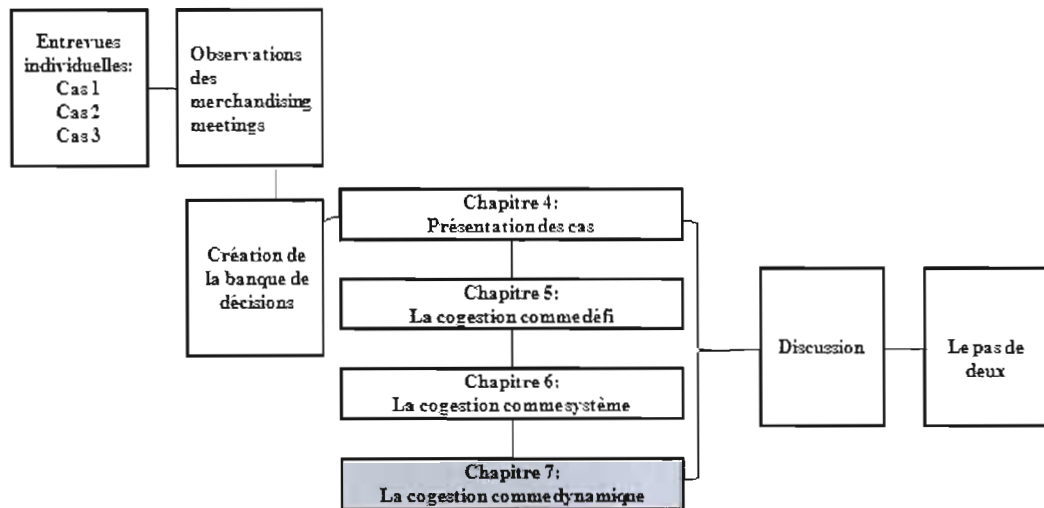 Entrevues
individuelles:
Cas 1
Cas 2
Cas 3
Observations
des
merchandising
meetings
Création de
la banque de
décisions
Chapitre 4:
Présentation des cas
Chapitre 5:
La cogestion comme défi
Chapitre 6:
La cogestion comme système
Chapitre 7:
La cogestion comme dynamique
Discussion
Le pas de
deux